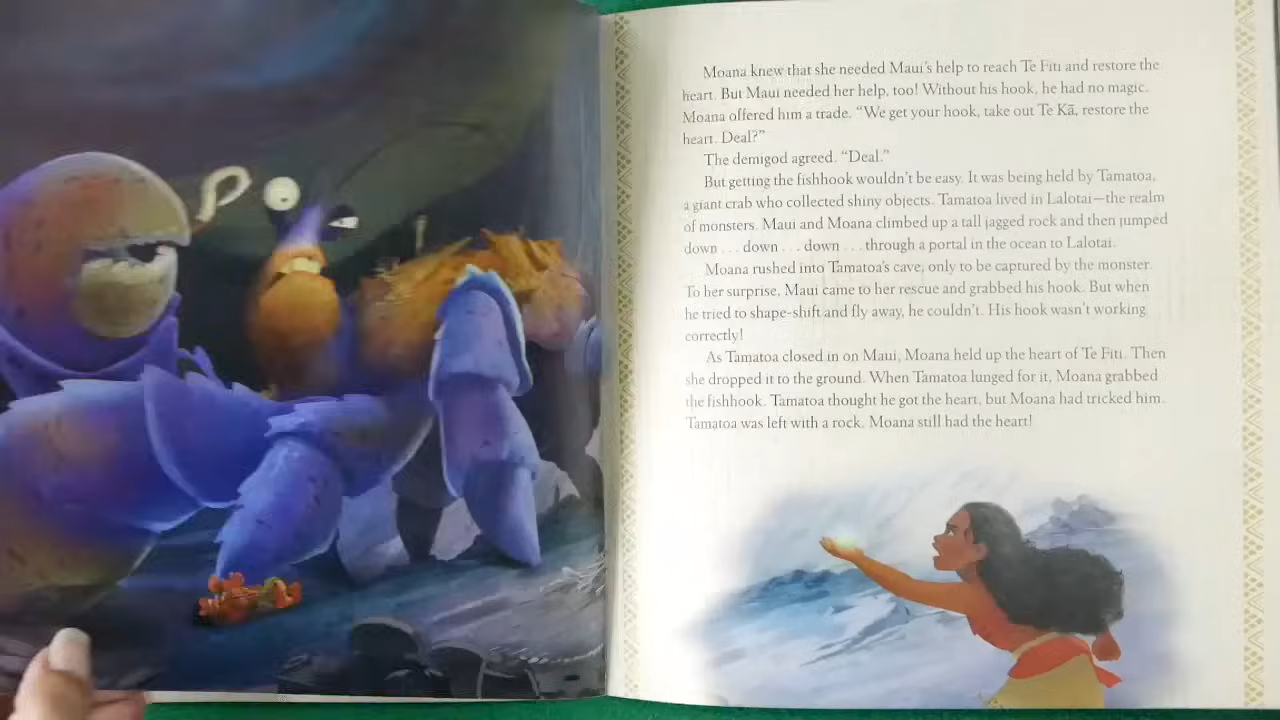 Moana knew that she needed Maui's help to reach Te Fiti and restore the
heart. But Maui needed her help, too! Without his hook, he had no magic.
Moana offered him a trade. “We get your hook, take out Te Kā, restore the
heart. Deal?”
The demigod agreed. “Deal.”
But getting the fishhook wouldn't be easy. It was being held by Tamatoa,
a giant crab who collected shiny objects. Tamatoa lived in Lalotai—the realm
of monsters. Maui and Moana climbed up a tall jagged rock and then jumped
down . . . down . . . down . . . through a portal in the ocean to Lalotai.
Moana rushed into Tamatoa's cave, only to be captured by the monster.
To her surprise, Maui came to her rescue and grabbed his hook. But when
he tried to shape-shift and fly away, he couldn't. His hook wasn't working
correctly!
As Tamatoa closed in on Maui, Moana held up the heart of Te Fiti. Then
she dropped it to the ground. When Tamatoa lunged for it, Moana grabbed
the fishhook. Tamatoa thought he got the heart, but Moana had tricked him.
Tamatoa was left with a rock. Moana still had the heart!